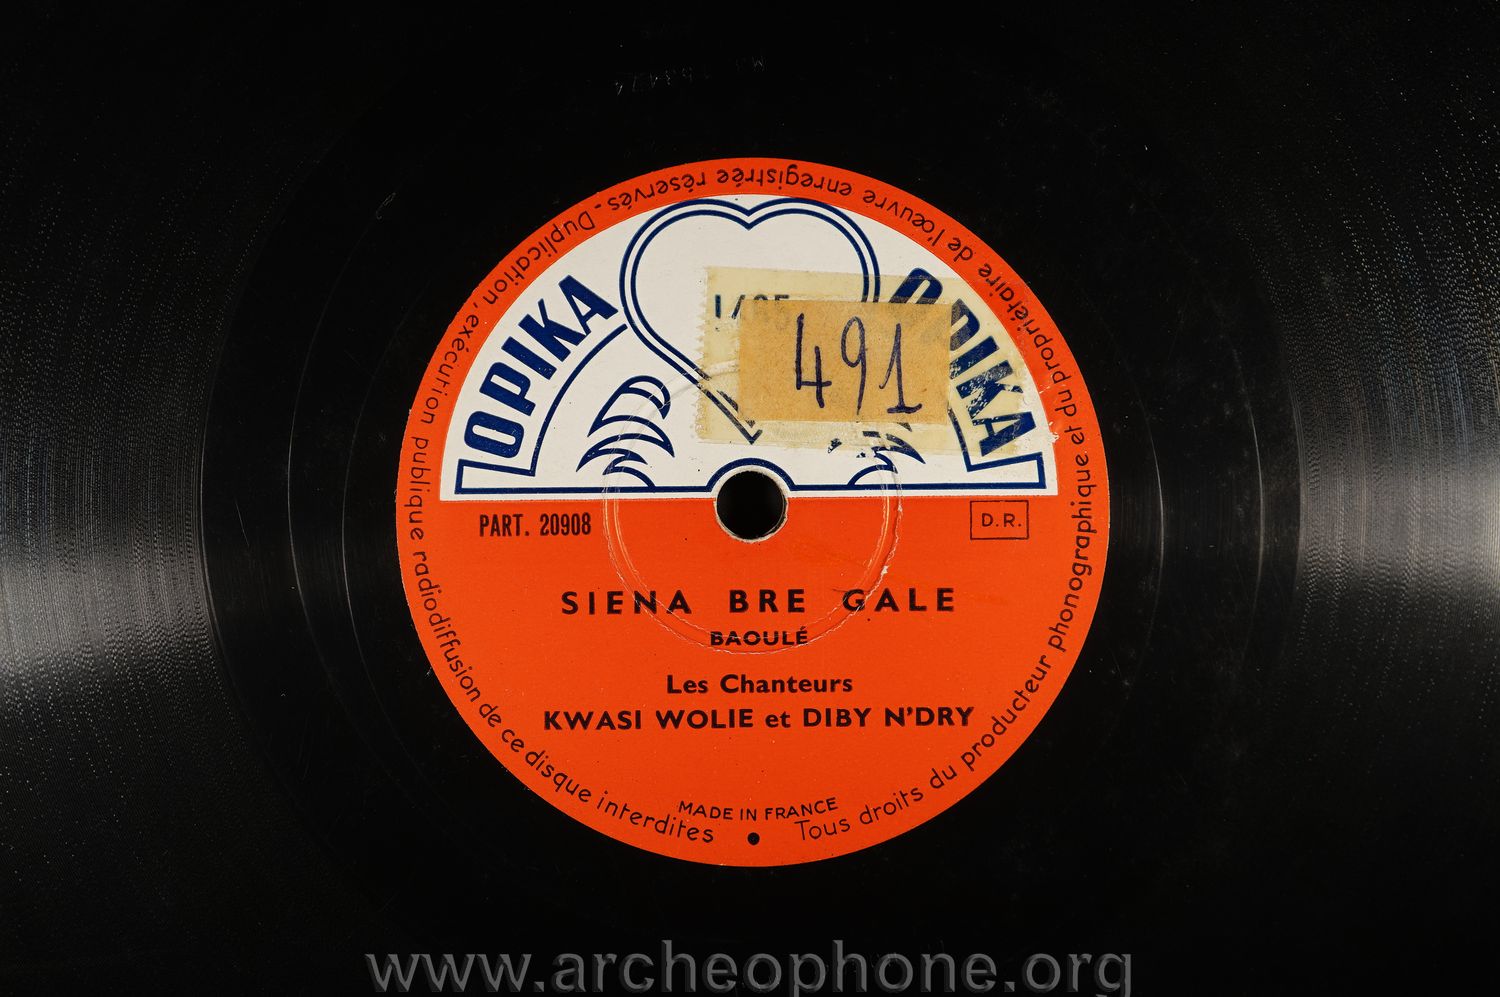 OPIKA
OPIKA
491
PART. 20908
D.R.
SIENA BRE GALE
BAOULÉ
Les Chanteurs
KWASI WOLIE et DIBY N'DRY
MADE IN FRANCE
Tous droits du producteur phonographique et du propriétaire de l'œuvre enregistrée réservés - Duplication, exécution publique radiodiffusion de ce disque interdites
www.archeophone.org